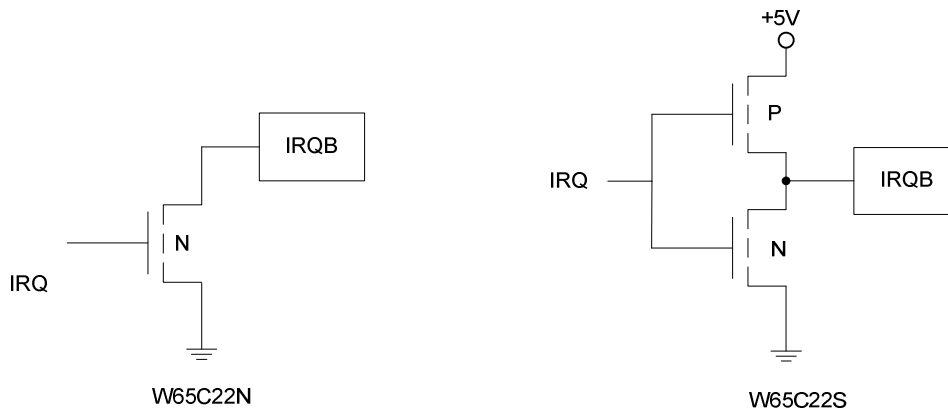 IRQB
N
IRQ
W65C22N
+5V
P
IRQ
IRQB
N
W65C22S